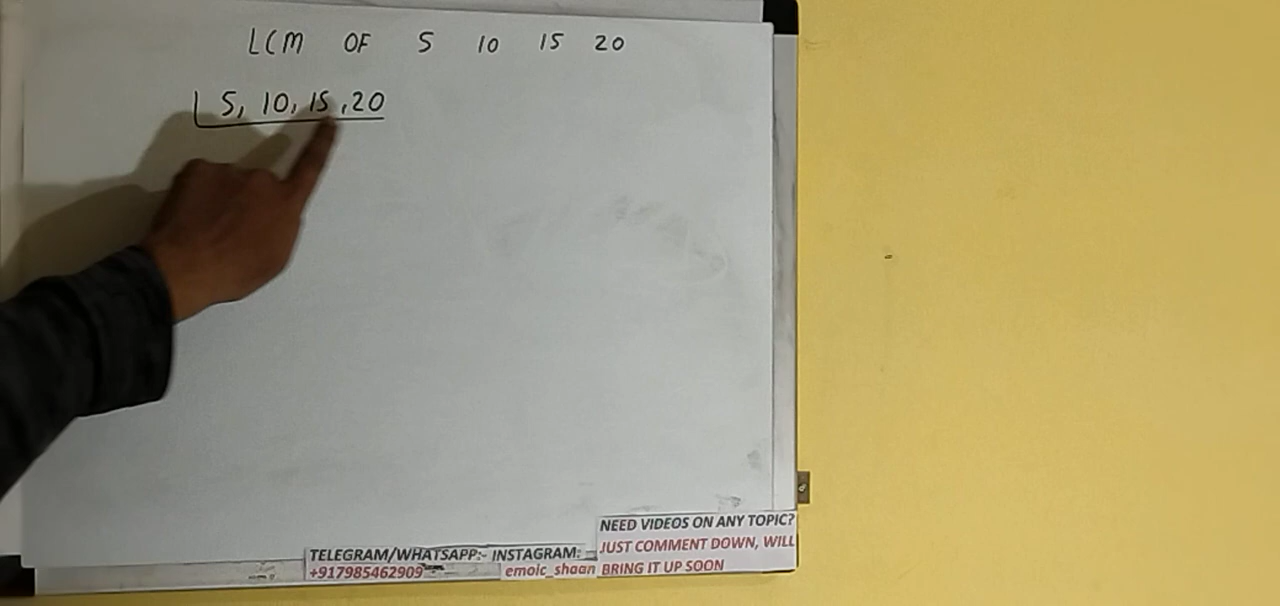 LCM OF 5 10 15 20
5, 10, 15, 20
NEED VIDEOS ON ANY TOPIC?
JUST COMMENT DOWN, WILL
BRING IT UP SOON
TELEGRAM/WHATSAPP:- INSTAGRAM:
+917985462909 emoic_shaan